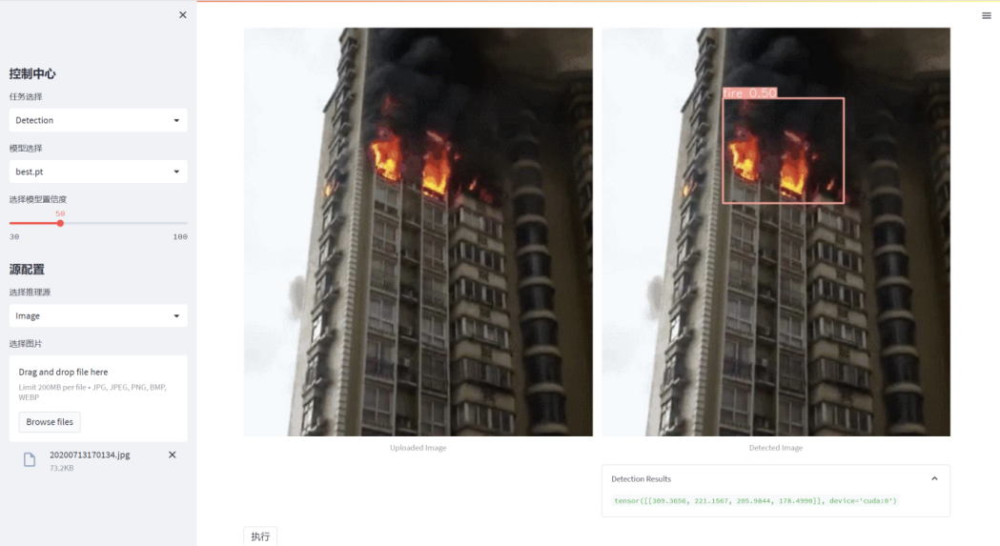 控制中心
任务选择
Detection
模型选择
best.pt
选择模型置信度
50
30 100
源配置
选择推理源
Image
选择图片
Drag and drop file here
Limit 200MB per file • JPG, JPEG, PNG, BMP,
WEBP
Browse files
20200713170134.jpg
73.2KB
fire 0.50
Uploaded Image
Detected Image
Detection Results
tensor([[309.3656, 221.1567, 205.9844, 178.4990]], device='cuda:0')
执行